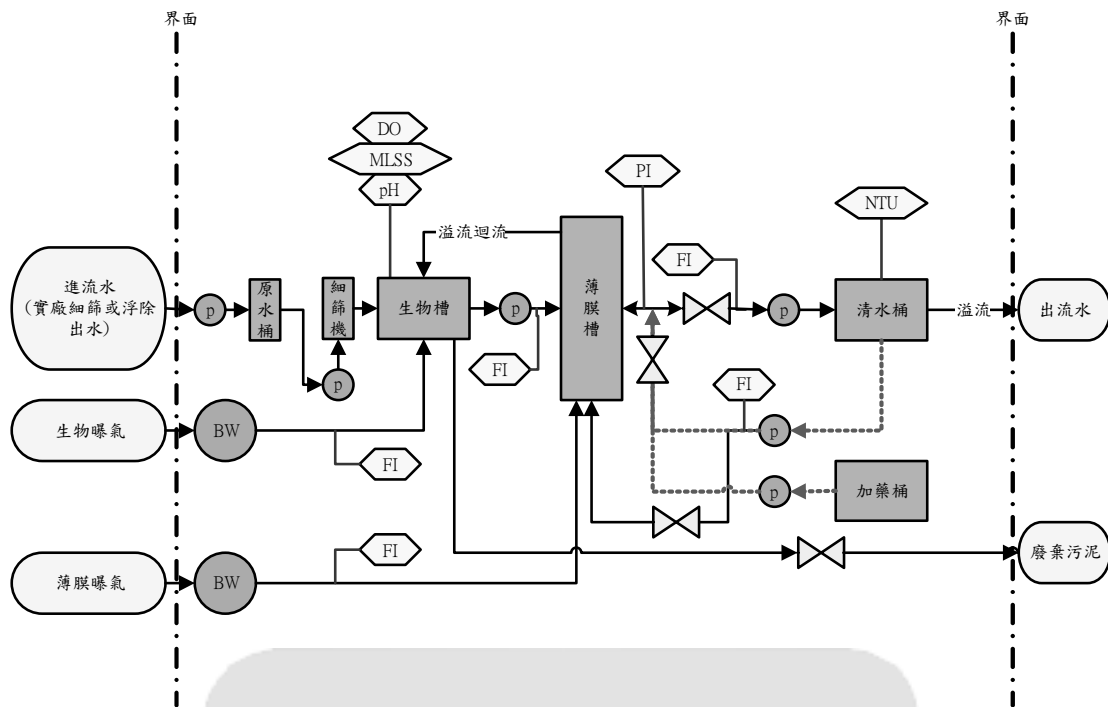 界面
界面
DO
MLSS
pH
PI
NTU
FI
溢流迴流
進流水
(實廠細篩或浮除
出水)
p
原
水
桶
細
篩
機
p
生物槽
p
FI
薄
膜
槽
p
清水桶
溢流
出流水
生物曝氣
BW
FI
FI
p
p
加藥桶
薄膜曝氣
BW
FI
廢棄污泥